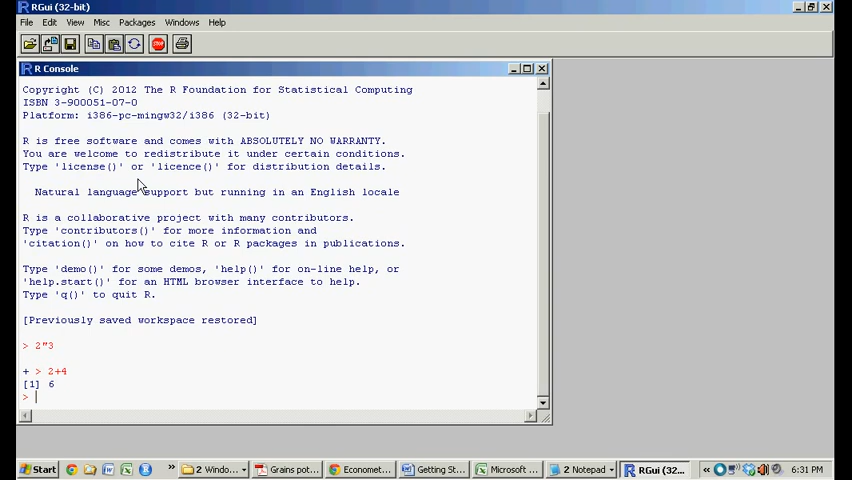 RGui (32-bit)
File Edit View Misc Packages Windows Help
STOP
R Console
Copyright (C) 2012 The R Foundation for Statistical Computing
ISBN 3-900051-07-0
Platform: i386-pc-mingw32/i386 (32-bit)
R is free software and comes with ABSOLUTELY NO WARRANTY.
You are welcome to redistribute it under certain conditions.
Type 'license()' or 'licence()' for distribution details.
Natural language support but running in an English locale
R is a collaborative project with many contributors.
Type 'contributors()' for more information and
'citation()' on how to cite R or R packages in publications.
Type 'demo()' for some demos, 'help()' for on-line help, or
'help.start()' for an HTML browser interface to help.
Type 'q()' to quit R.
[Previously saved workspace restored]
> 2"3
+ > 2+4
[1] 6
>
Start » 2 Windo... Grains pot... Economet... Getting St... Microsoft ... 2 Notepad RGui (32... « 6:31 PM